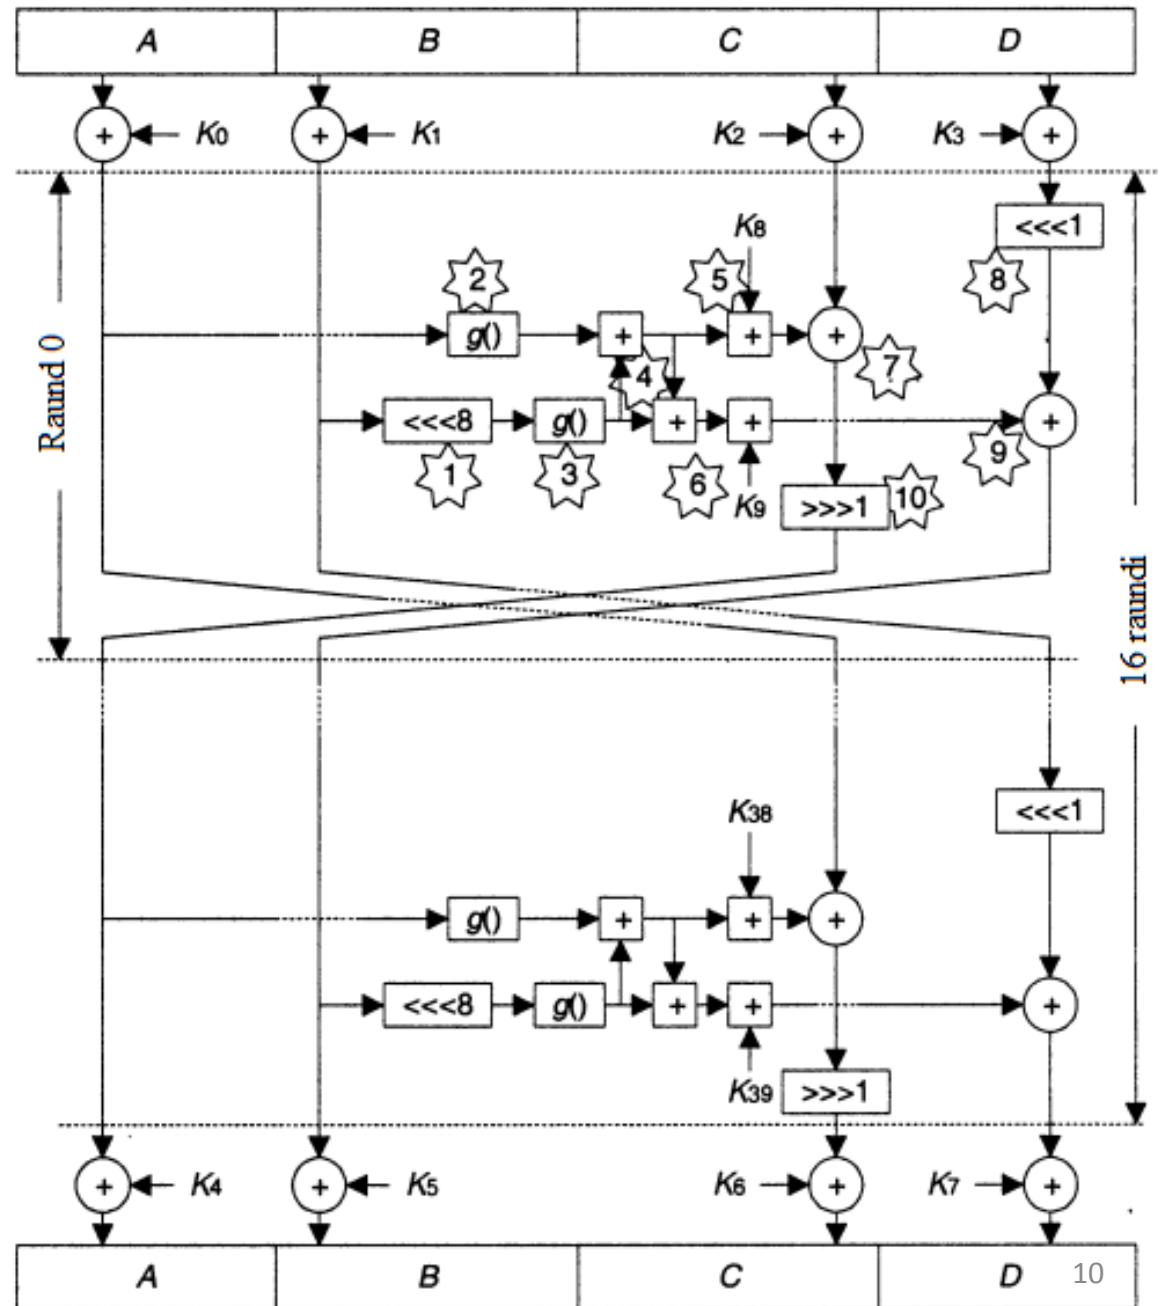 A B C D
+ K0 + K1 K2 + K3 +
<<<1
K8
2 5 8
g() + + +
7
4
<<<8 g() + + +
1 3 6 9
K9 >>>1 10
Raund 0
16 raundi
<<<1
K38
g() + + +
<<<8 g() + + +
K39 >>>1
+ K4 + K5 K6 + K7 +
A B C D
10